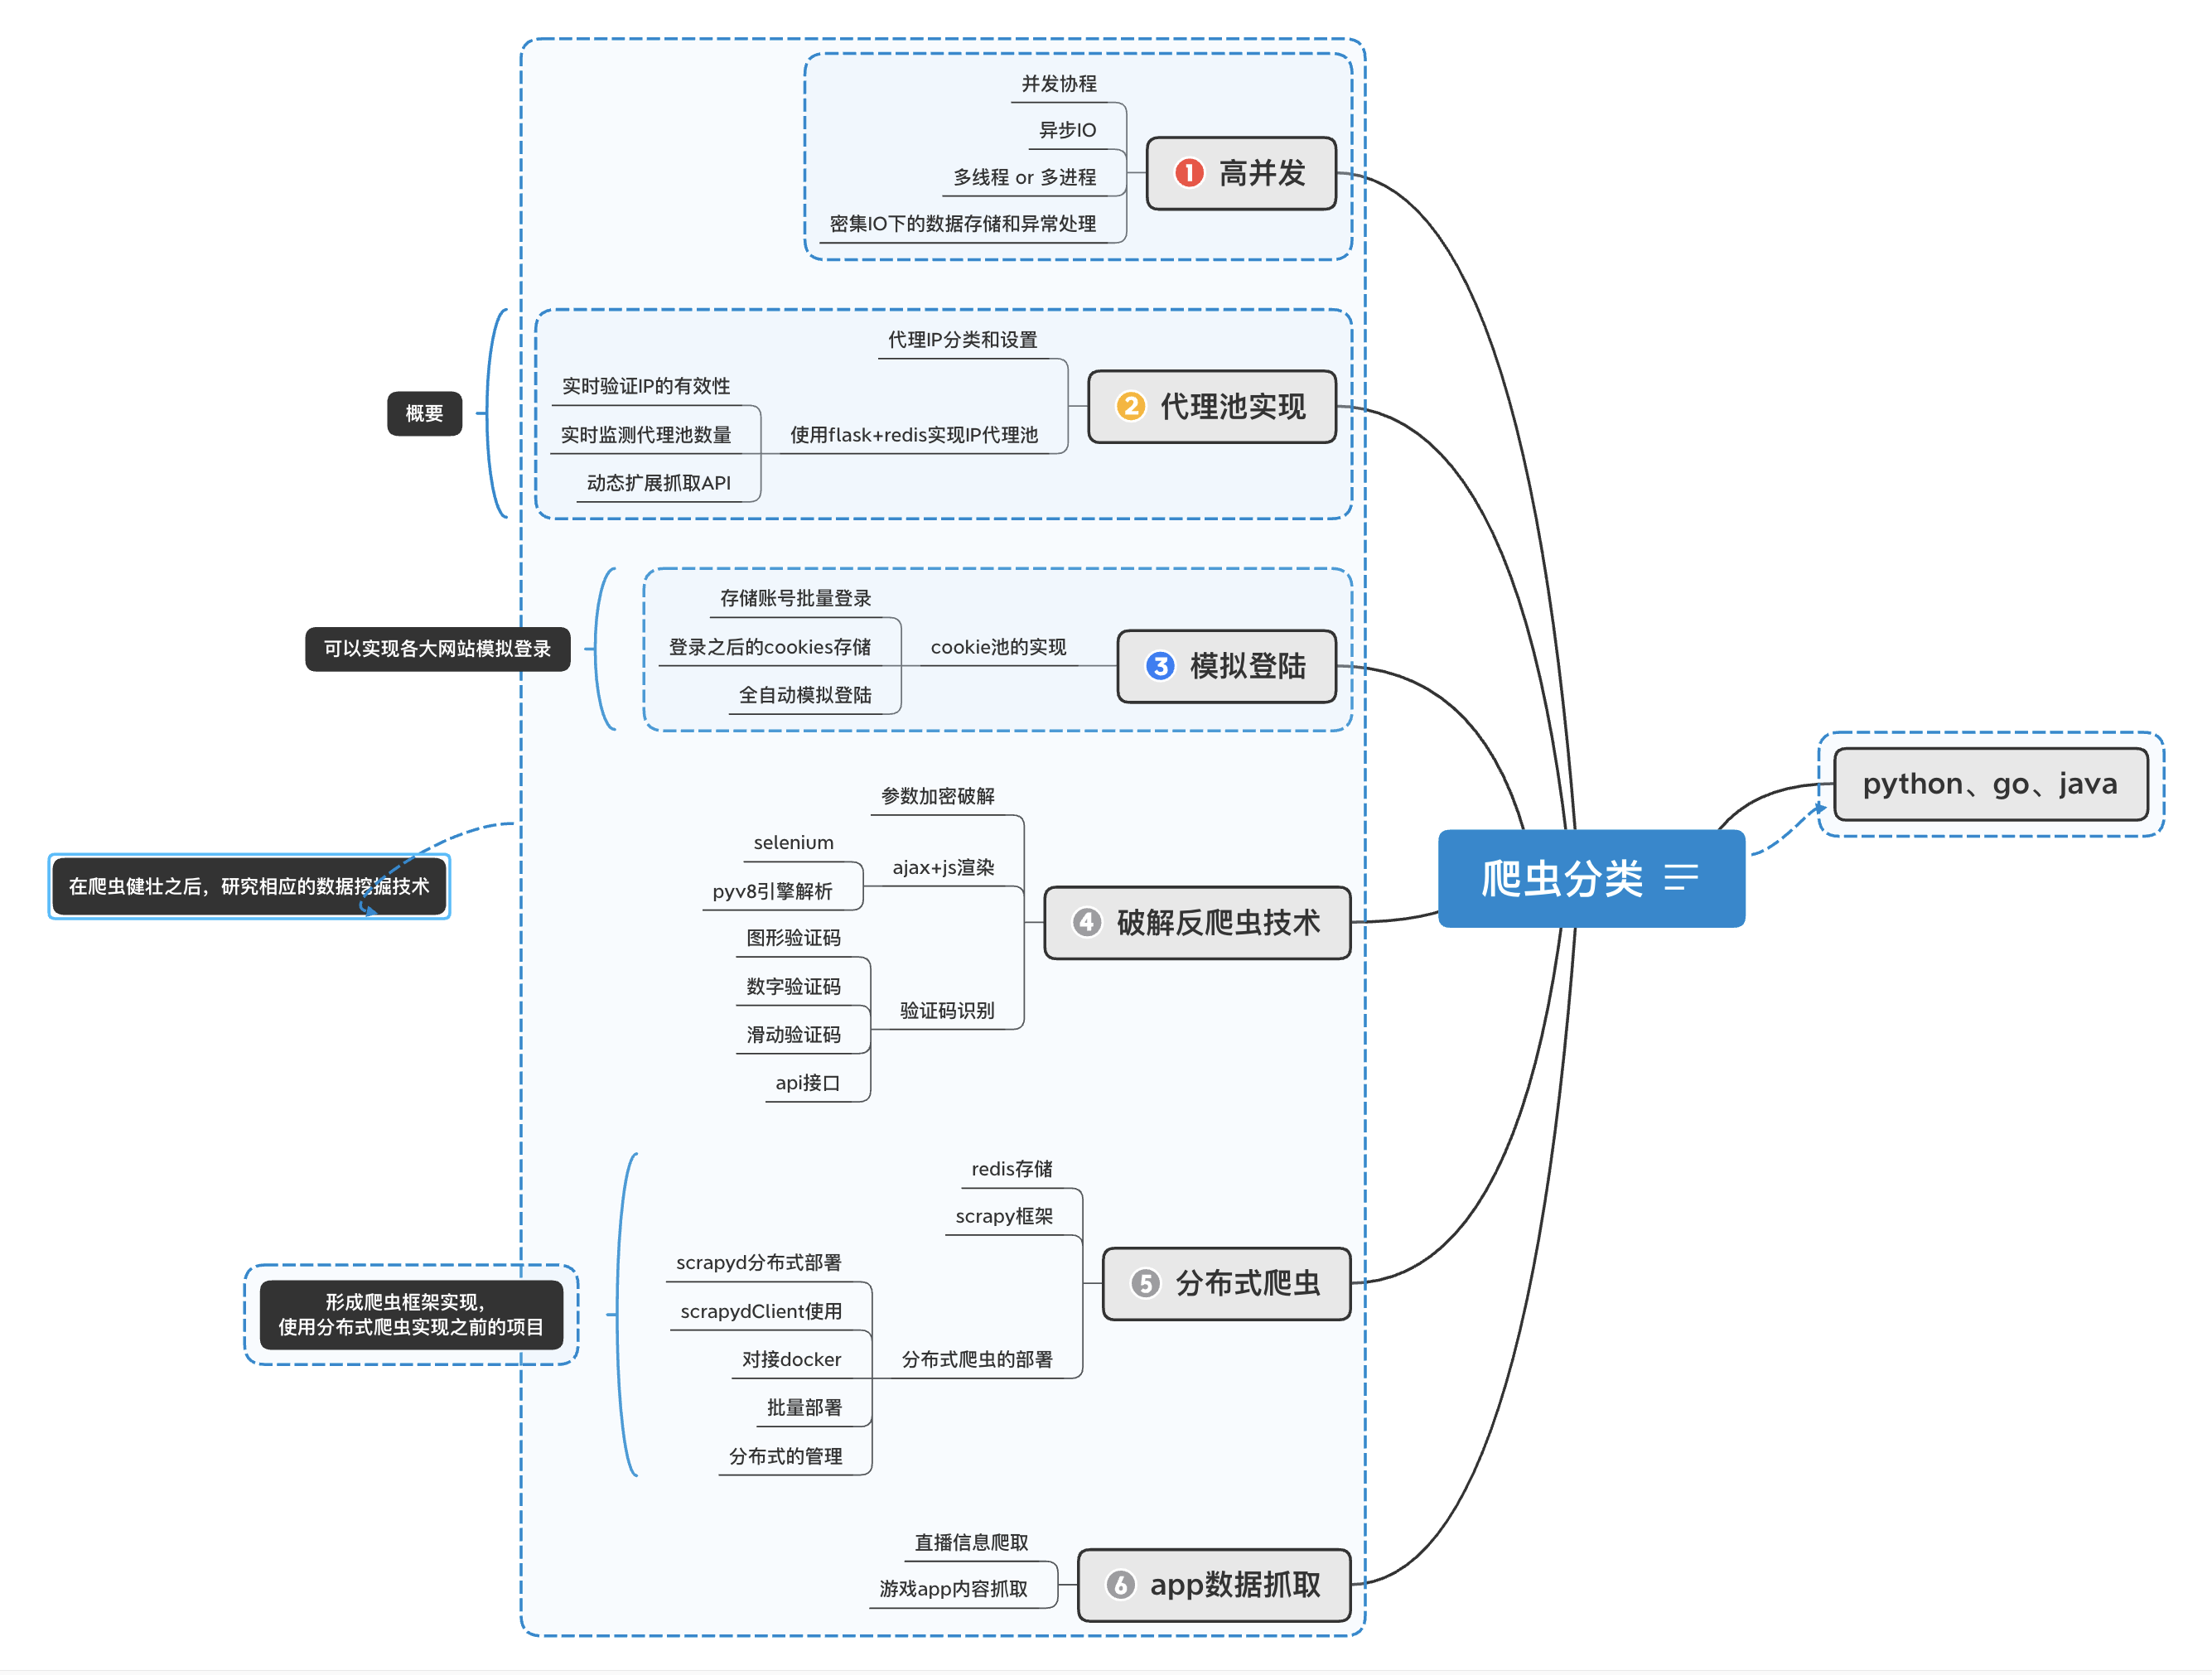 并发协程
异步IO
多线程 or 多进程
密集IO下的数据存储和异常处理
1 高并发
代理IP分类和设置
实时验证IP的有效性
实时监测代理池数量
动态扩展抓取API
使用flask+redis实现IP代理池
2 代理池实现
概要
存储账号批量登录
登录之后的cookies存储
全自动模拟登陆
cookie池的实现
3 模拟登陆
可以实现各大网站模拟登录
参数加密破解
selenium
pyv8引擎解析
ajax+js渲染
图形验证码
数字验证码
滑动验证码
api接口
验证码识别
4 破解反爬虫技术
在爬虫健壮之后，研究相应的数据挖掘技术
redis存储
scrapy框架
scrapyd分布式部署
scrapydClient使用
对接docker
批量部署
分布式的管理
分布式爬虫的部署
5 分布式爬虫
形成爬虫框架实现，
使用分布式爬虫实现之前的项目
直播信息爬取
游戏app内容抓取
6 app数据抓取
爬虫分类
python、go、java